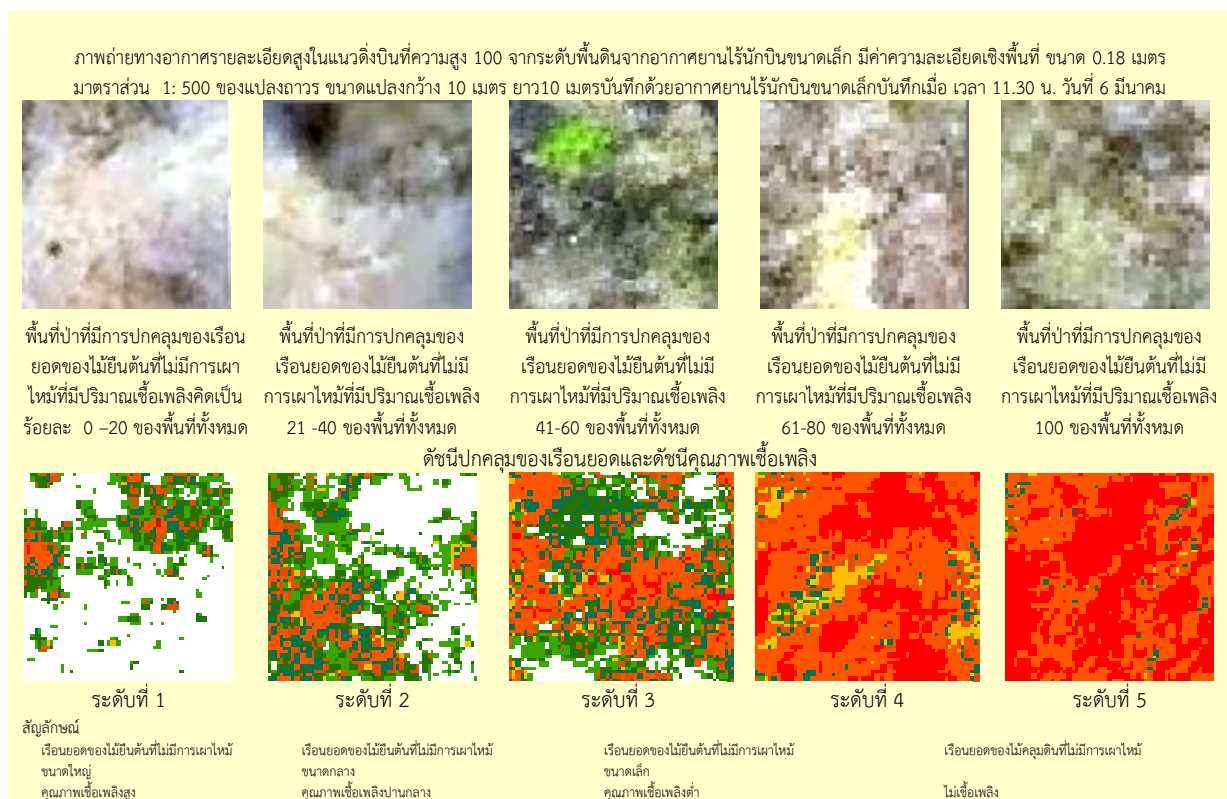 ภาพถ่ายทางอากาศรายละเอียดสูงในแนวดิ่งบินที่ความสูง 100 จากระดับพื้นดินจากอากาศยานไร้นักบินขนาดเล็ก มีค่าความละเอียดเชิงพื้นที่ ขนาด 0.18 เมตร
มาตราส่วน 1: 500 ของแปลงถาวร ขนาดแปลงกว้าง 10 เมตร ยาว10 เมตรบันทึกด้วยอากาศยานไร้นักบินขนาดเล็กบันทึกเมื่อ เวลา 11.30 น. วันที่ 6 มีนาคม
พื้นที่ป่าที่มีการปกคลุมของเรือน
ยอดของไม้ยืนต้นที่ไม่มีการเผา
ไหม้ที่มีปริมาณเชื้อเพลิงคิดเป็น
ร้อยละ 0 –20 ของพื้นที่ทั้งหมด
พื้นที่ป่าที่มีการปกคลุมของ
เรือนยอดของไม้ยืนต้นที่ไม่มี
การเผาไหม้ที่มีปริมาณเชื้อเพลิง
21 -40 ของพื้นที่ทั้งหมด
พื้นที่ป่าที่มีการปกคลุมของ
เรือนยอดของไม้ยืนต้นที่ไม่มี
การเผาไหม้ที่มีปริมาณเชื้อเพลิง
41-60 ของพื้นที่ทั้งหมด
พื้นที่ป่าที่มีการปกคลุมของ
เรือนยอดของไม้ยืนต้นที่ไม่มี
การเผาไหม้ที่มีปริมาณเชื้อเพลิง
61-80 ของพื้นที่ทั้งหมด
พื้นที่ป่าที่มีการปกคลุมของ
เรือนยอดของไม้ยืนต้นที่ไม่มี
การเผาไหม้ที่มีปริมาณเชื้อเพลิง
100 ของพื้นที่ทั้งหมด
ดัชนีปกคลุมของเรือนยอดและดัชนีคุณภาพเชื้อเพลิง
ระดับที่ 1
ระดับที่ 2
ระดับที่ 3
ระดับที่ 4
ระดับที่ 5
สัญลักษณ์
เรือนยอดของไม้ยืนต้นที่ไม่มีการเผาไหม้
ขนาดใหญ่
คุณภาพเชื้อเพลิงสูง
เรือนยอดของไม้ยืนต้นที่ไม่มีการเผาไหม้
ขนาดกลาง
คุณภาพเชื้อเพลิงปานกลาง
เรือนยอดของไม้ยืนต้นที่ไม่มีการเผาไหม้
ขนาดเล็ก
คุณภาพเชื้อเพลิงต่ำ
เรือนยอดของไม้คลุมดินที่ไม่มีการเผาไหม้
ไม่เชื้อเพลิง